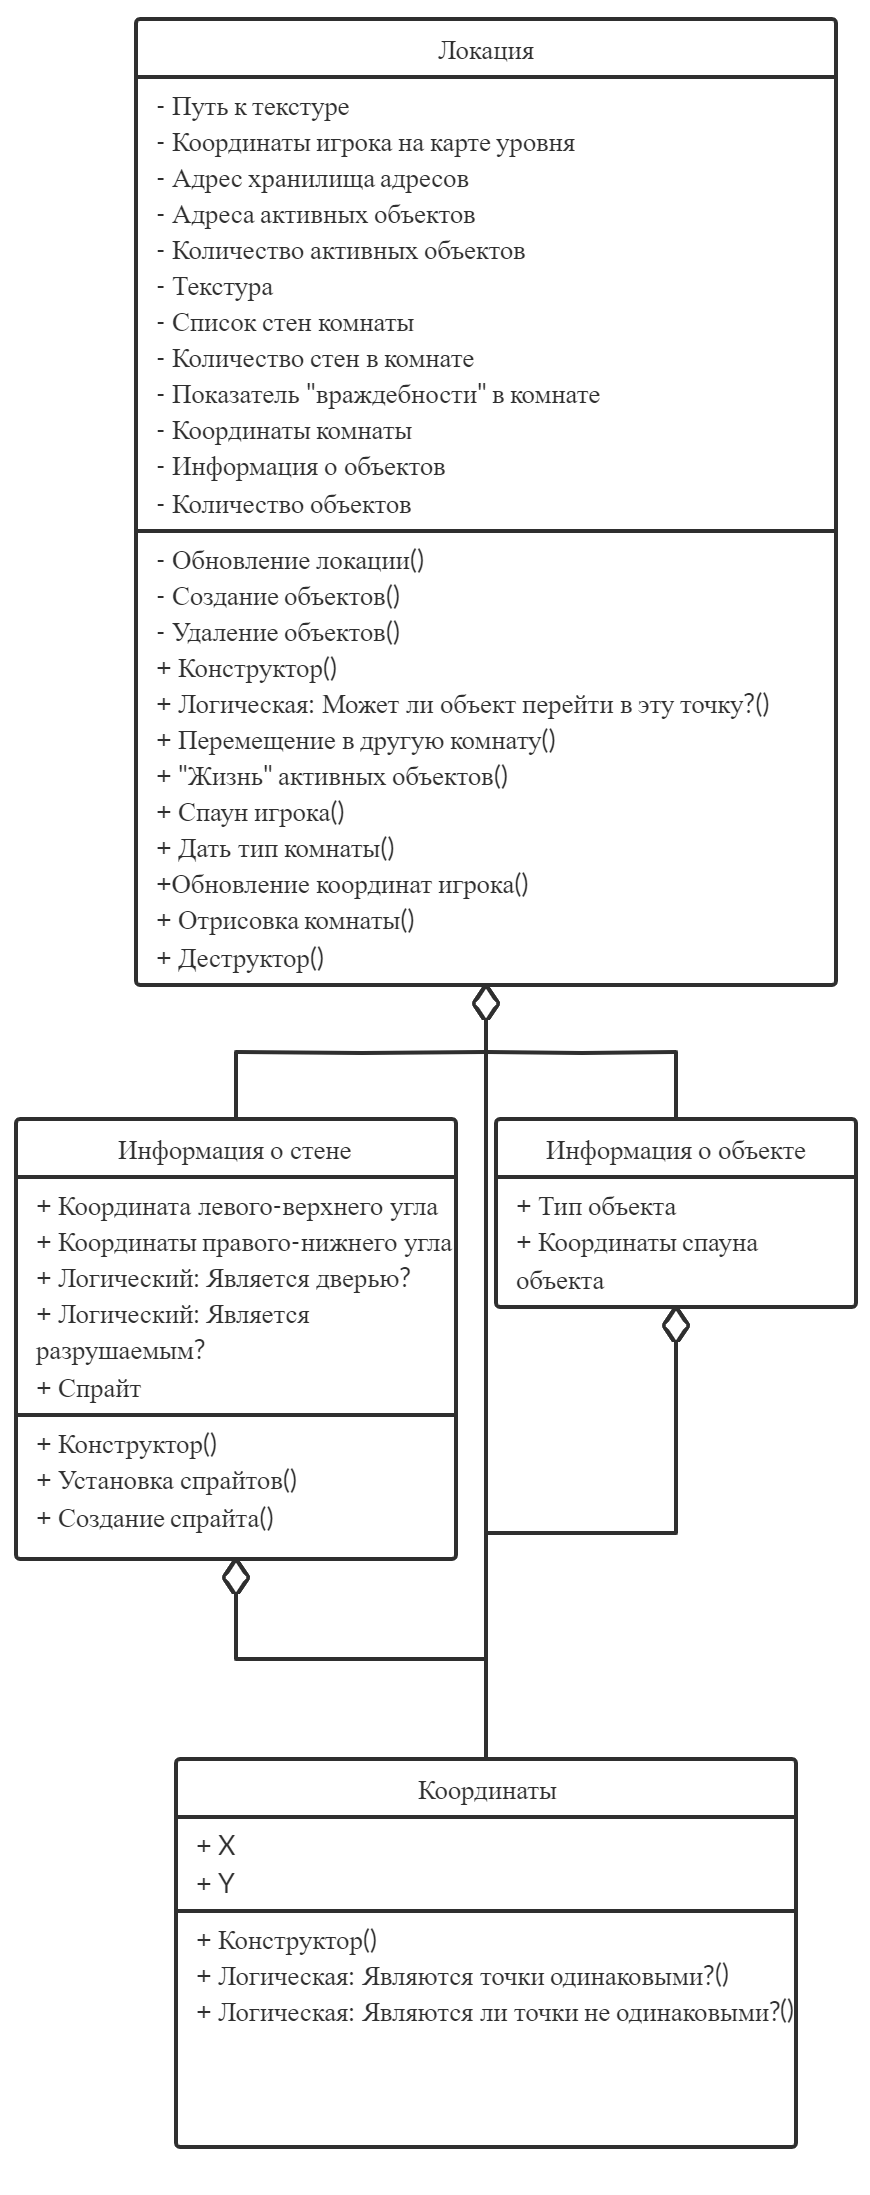 Локация
- Путь к текстуре
- Координаты игрока на карте уровня
- Адрес хранилища адресов
- Адреса активных объектов
- Количество активных объектов
- Текстура
- Список стен комнаты
- Количество стен в комнате
- Показатель "враждебности" в комнате
- Координаты комнаты
- Информация о объектов
- Количество объектов
- Обновление локации()
- Создание объектов()
- Удаление объектов()
+ Конструктор()
+ Логическая: Может ли объект перейти в эту точку?()
+ Перемещение в другую комнату()
+ "Жизнь" активных объектов()
+ Спаун игрока()
+ Дать тип комнаты()
+Обновление координат игрока()
+ Отрисовка комнаты()
+ Деструктор()
Информация о стене
+ Координата левого-верхнего угла
+ Координаты правого-нижнего угла
+ Логический: Является дверью?
+ Логический: Является
разрушаемым?
+ Спрайт
+ Конструктор()
+ Установка спрайтов()
+ Создание спрайта()
Информация о объекте
+ Тип объекта
+ Координаты спауна
объекта
Координаты
+ X
+ Y
+ Конструктор()
+ Логическая: Являются точки одинаковыми?()
+ Логическая: Являются ли точки не одинаковыми?()